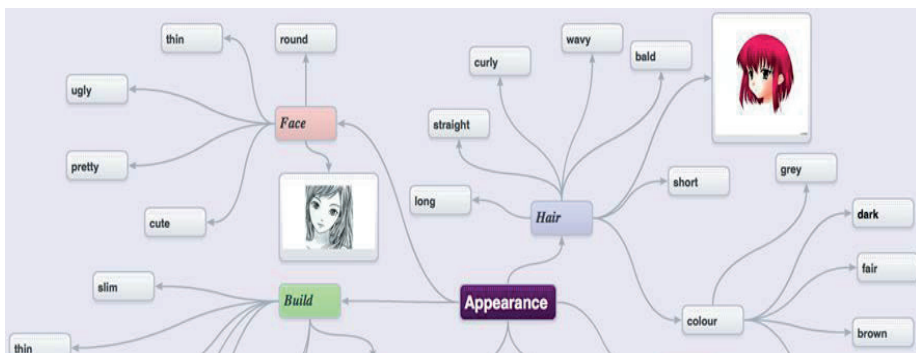 thin
round
ugly
Face
pretty
cute
slim
Build
thin
Appearance
wavy
curly
bald
straight
long
Hair
short
grey
dark
fair
colour
brown